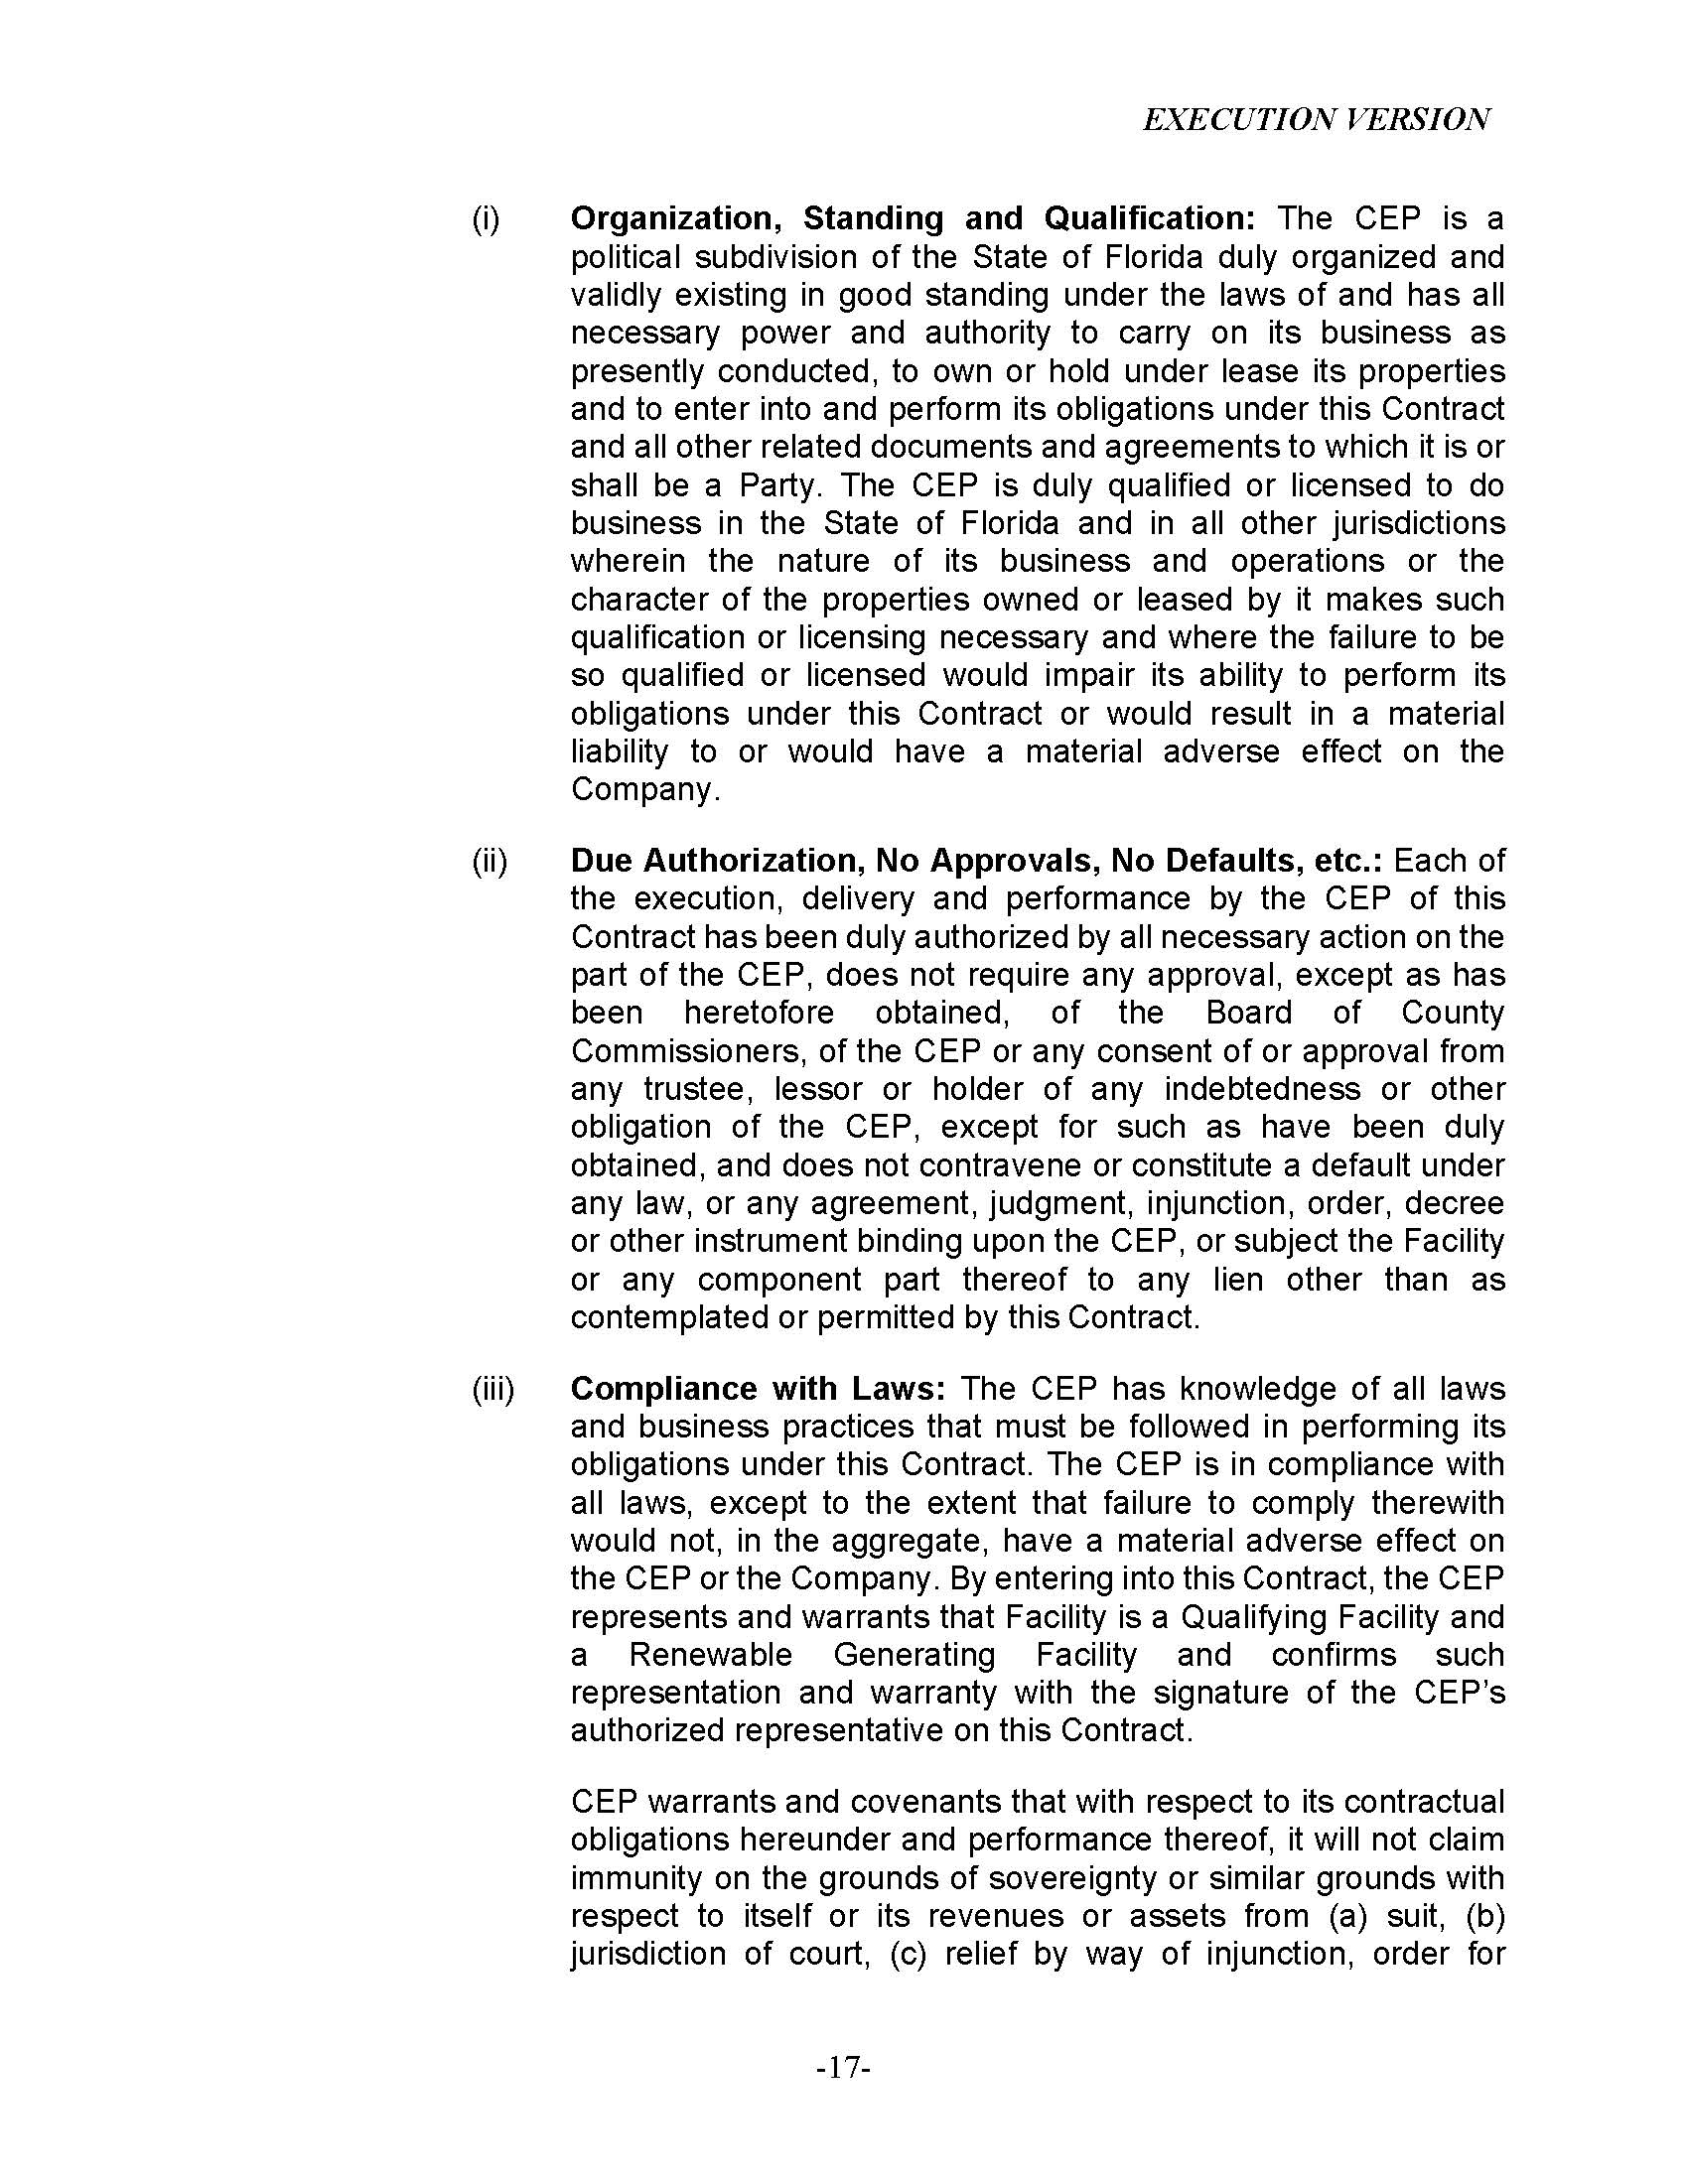 EXECUTION VERSION
(i) Organization, Standing and Qualification: The CEP is a
political subdivision of the State of Florida duly organized and
validly existing in good standing under the laws of and has all
necessary power and authority to carry on its business as
presently conducted, to own or hold under lease its properties
and to enter into and perform its obligations under this Contract
and all other related documents and agreements to which it is or
shall be a Party. The CEP is duly qualified or licensed to do
business in the State of Florida and in all other jurisdictions
wherein the nature of its business and operations or the
character of the properties owned or leased by it makes such
qualification or licensing necessary and where the failure to be
so qualified or licensed would impair its ability to perform its
obligations under this Contract or would result in a material
liability to or would have a material adverse effect on the
Company.
(ii) Due Authorization, No Approvals, No Defaults, etc.: Each of
the execution, delivery and performance by the CEP of this
Contract has been duly authorized by all necessary action on the
part of the CEP, does not require any approval, except as has
been heretofore obtained, of the Board of County
Commissioners, of the CEP or any consent of or approval from
any trustee, lessor or holder of any indebtedness or other
obligation of the CEP, except for such as have been duly
obtained, and does not contravene or constitute a default under
any law, or any agreement, judgment, injunction, order, decree
or other instrument binding upon the CEP, or subject the Facility
or any component part thereof to any lien other than as
contemplated or permitted by this Contract.
(iii) Compliance with Laws: The CEP has knowledge of all laws
and business practices that must be followed in performing its
obligations under this Contract. The CEP is in compliance with
all laws, except to the extent that failure to comply therewith
would not, in the aggregate, have a material adverse effect on
the CEP or the Company. By entering into this Contract, the CEP
represents and warrants that Facility is a Qualifying Facility and
a Renewable Generating Facility and confirms such
representation and warranty with the signature of the CEP’s
authorized representative on this Contract.
CEP warrants and covenants that with respect to its contractual
obligations hereunder and performance thereof, it will not claim
immunity on the grounds of sovereignty or similar grounds with
respect to itself or its revenues or assets from (a) suit, (b)
jurisdiction of court, (c) relief by way of injunction, order for
-17-